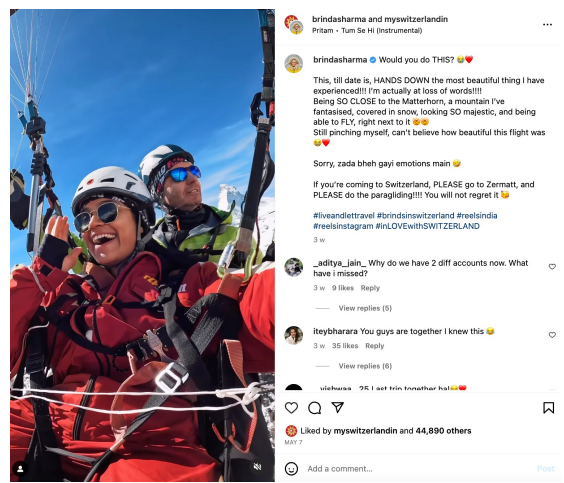 brindasharma and myswitzerlandin
Pritam • Tum Se Hi (Instrumental)
brindasharma Would you do THIS? 😭❤️
This, till date is, HANDS DOWN the most beautiful thing I have
experienced!!! I'm actually at loss of words!!!!
Being SO CLOSE to the Matterhorn, a mountain I've
fantasised, covered in snow, looking SO majestic, and being
able to FLY, right next to it 🤯🤯
Still pinching myself, can't believe how beautiful this flight was
😭❤️
Sorry, zada bheh gayi emotions main 😅
If you're coming to Switzerland, PLEASE go to Zermatt, and
PLEASE do the paragliding!!!! You will not regret it 🥳
#liveandlettravel #brindsinswitzerland #reelsindia
#reelsinstagram #inLOVEwithSWITZERLAND
3 w
_aditya_jain_ Why do we have 2 diff accounts now. What
have i missed?
3 w 9 likes Reply
View replies (5)
iteybharara You guys are together I knew this 😂
3 w 35 likes Reply
View replies (6)
Last trip together
Liked by myswitzerlandin and 44,890 others
MAY 7
Add a comment...
Post